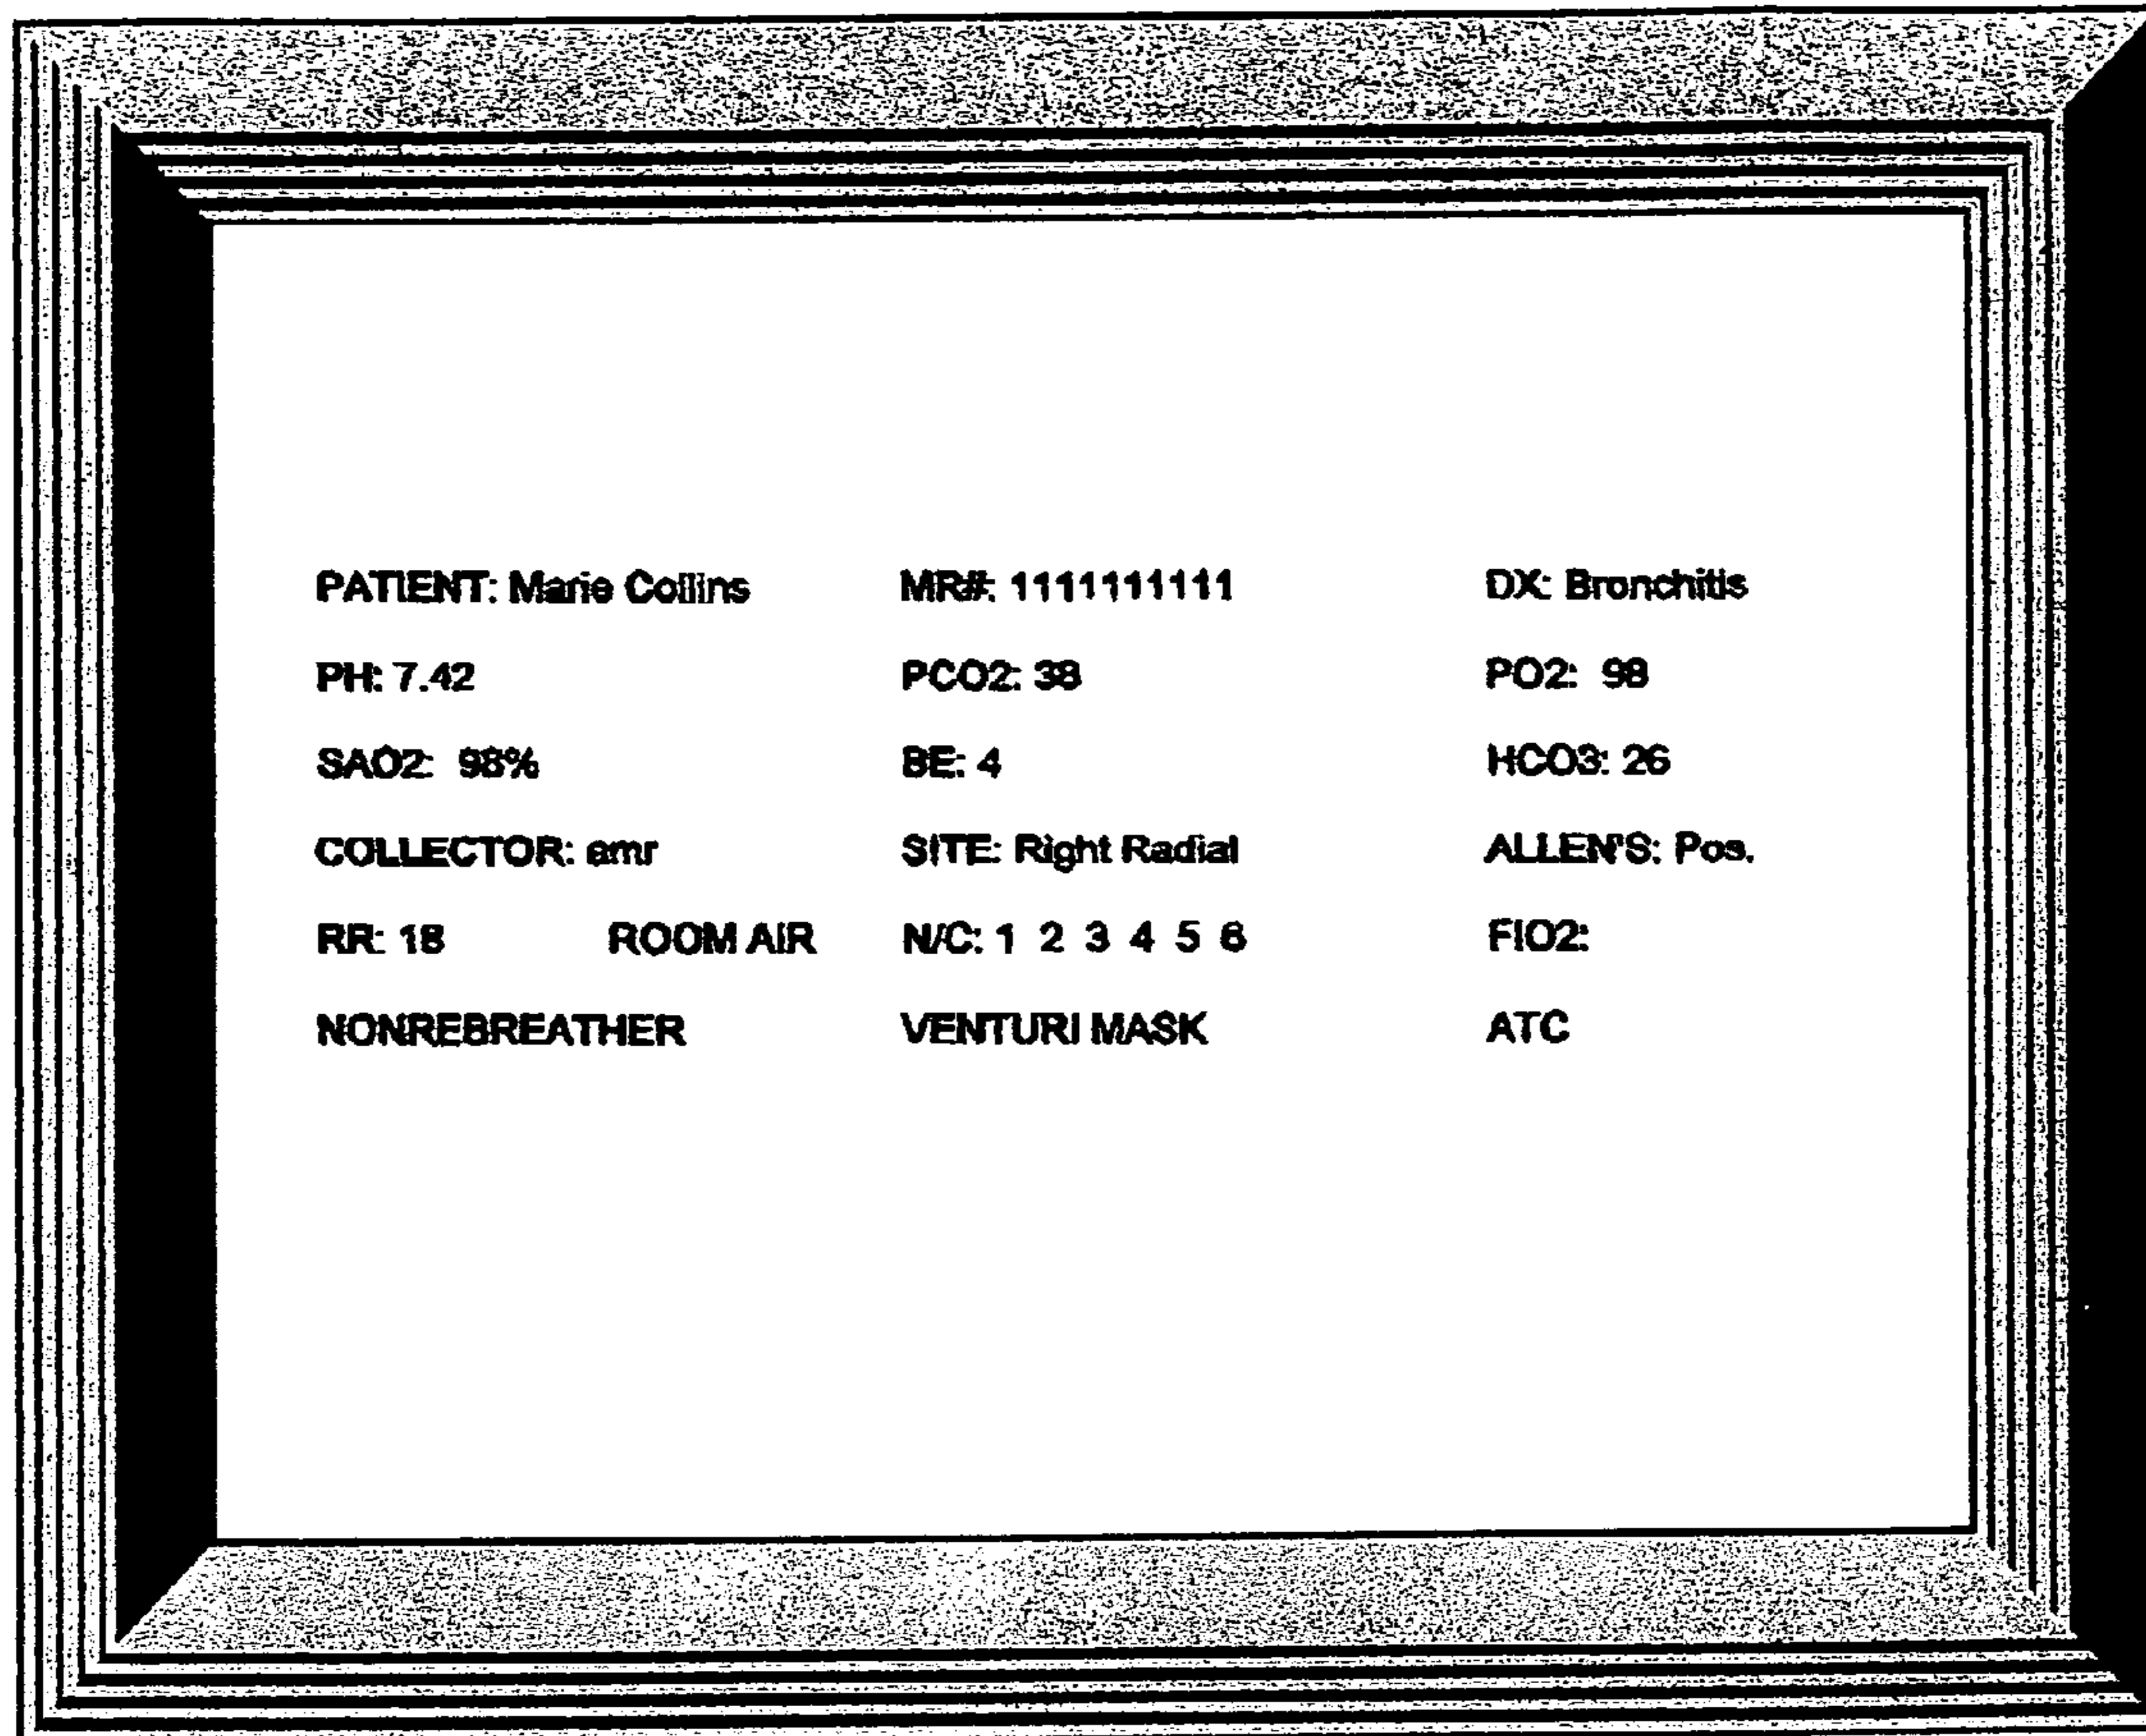 PATIENT: Marie Collins MR#: 1111111111 DX: Bronchitis
PH: 7.42 PCO2: 38 PO2: 98
SAO2: 98% BE: 4 HCO3: 26
COLLECTOR: amr SITE: Right Radial ALLEN'S: Pos.
RR: 18 ROOM AIR N/C: 1 2 3 4 5 6 FIO2:
NONREBREATHER VENTURI MASK ATC